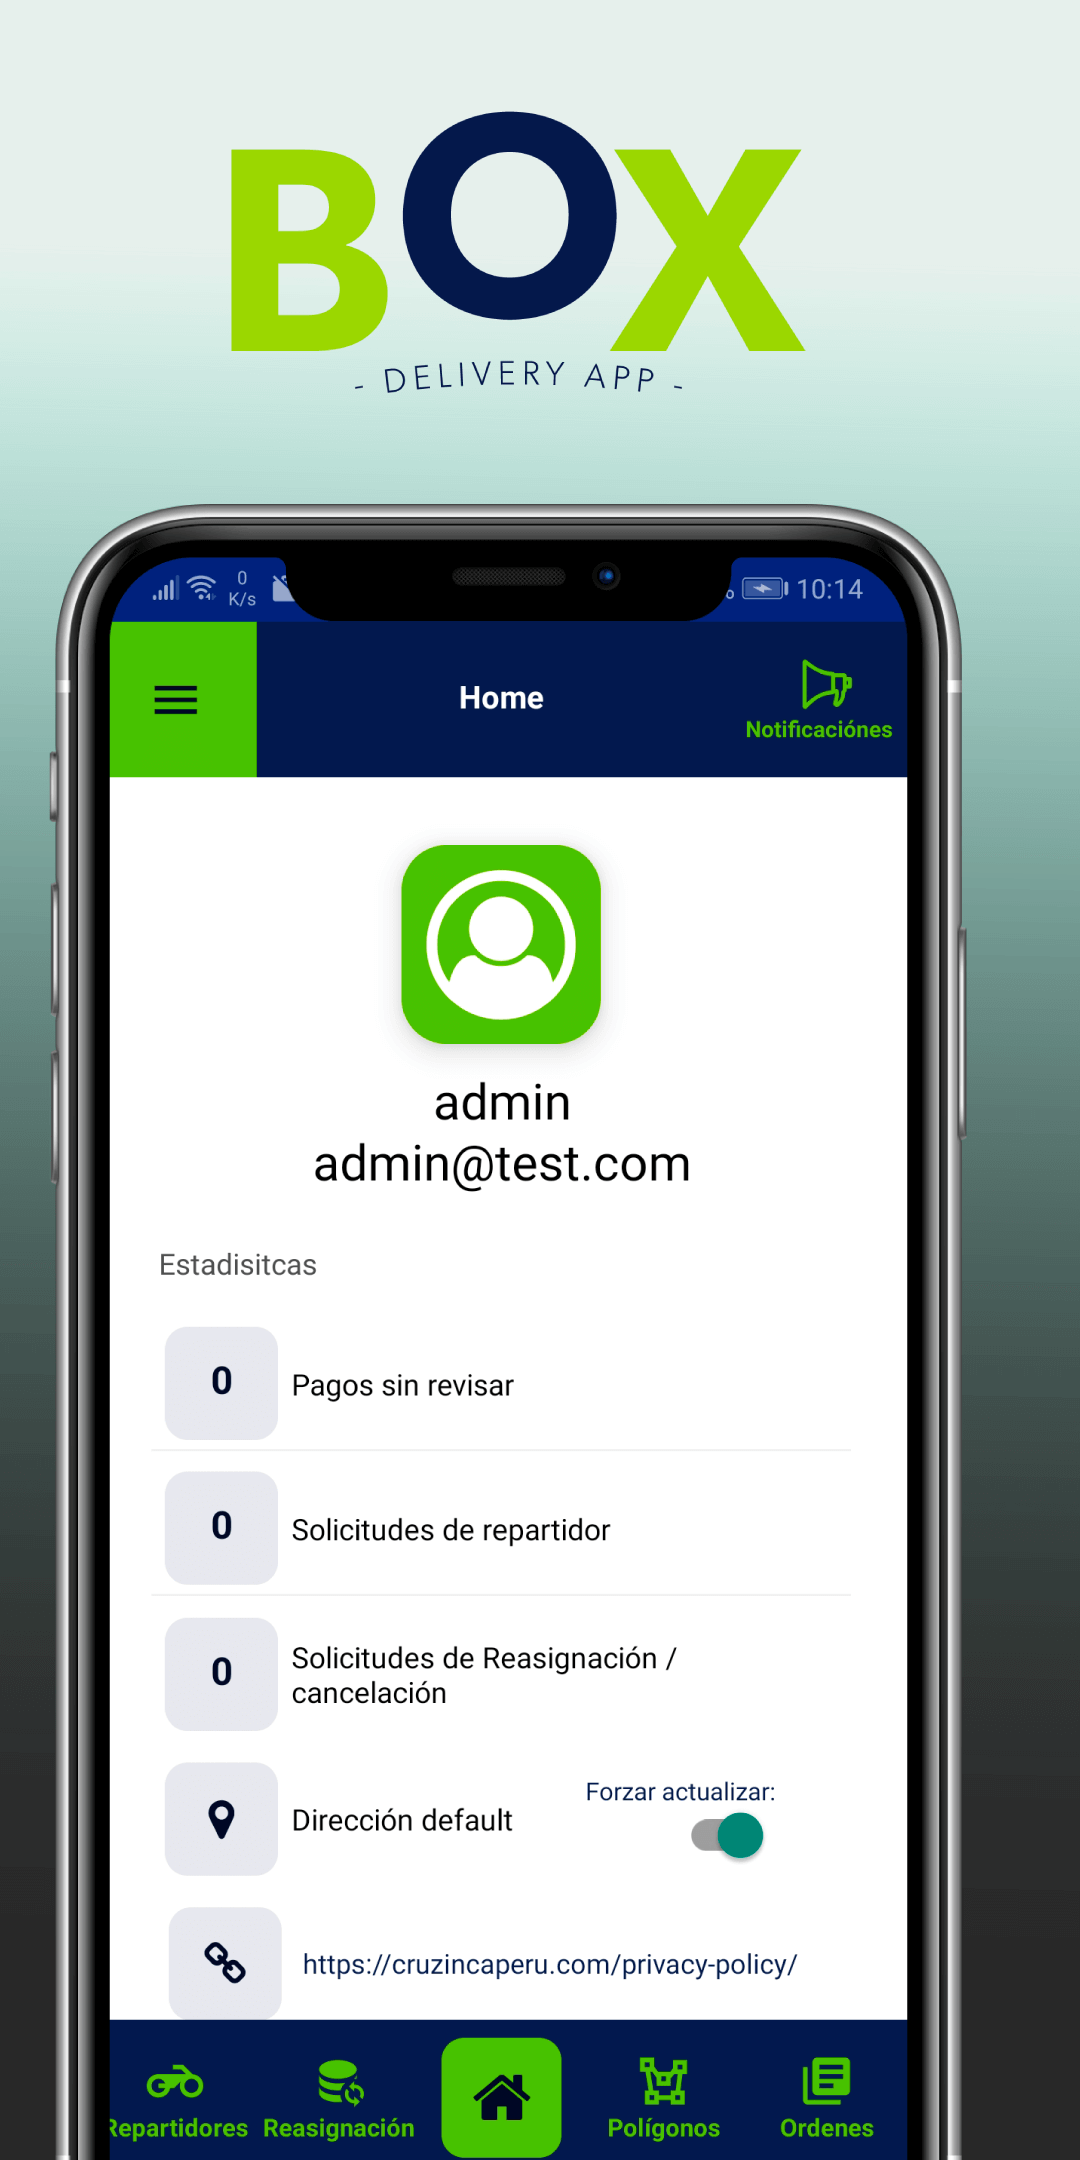 BOX
- DELIVERY APP -
0
K/s
10:14
Home
Notificaciónes
admin
admin@test.com
Estadisitcas
0
Pagos sin revisar
0
Solicitudes de repartidor
0
Solicitudes de Reasignación /
cancelación
Forzar actualizar:
Dirección default
https://cruzincaperu.com/privacy-policy/
Repartidores Reasignación Polígonos Ordenes